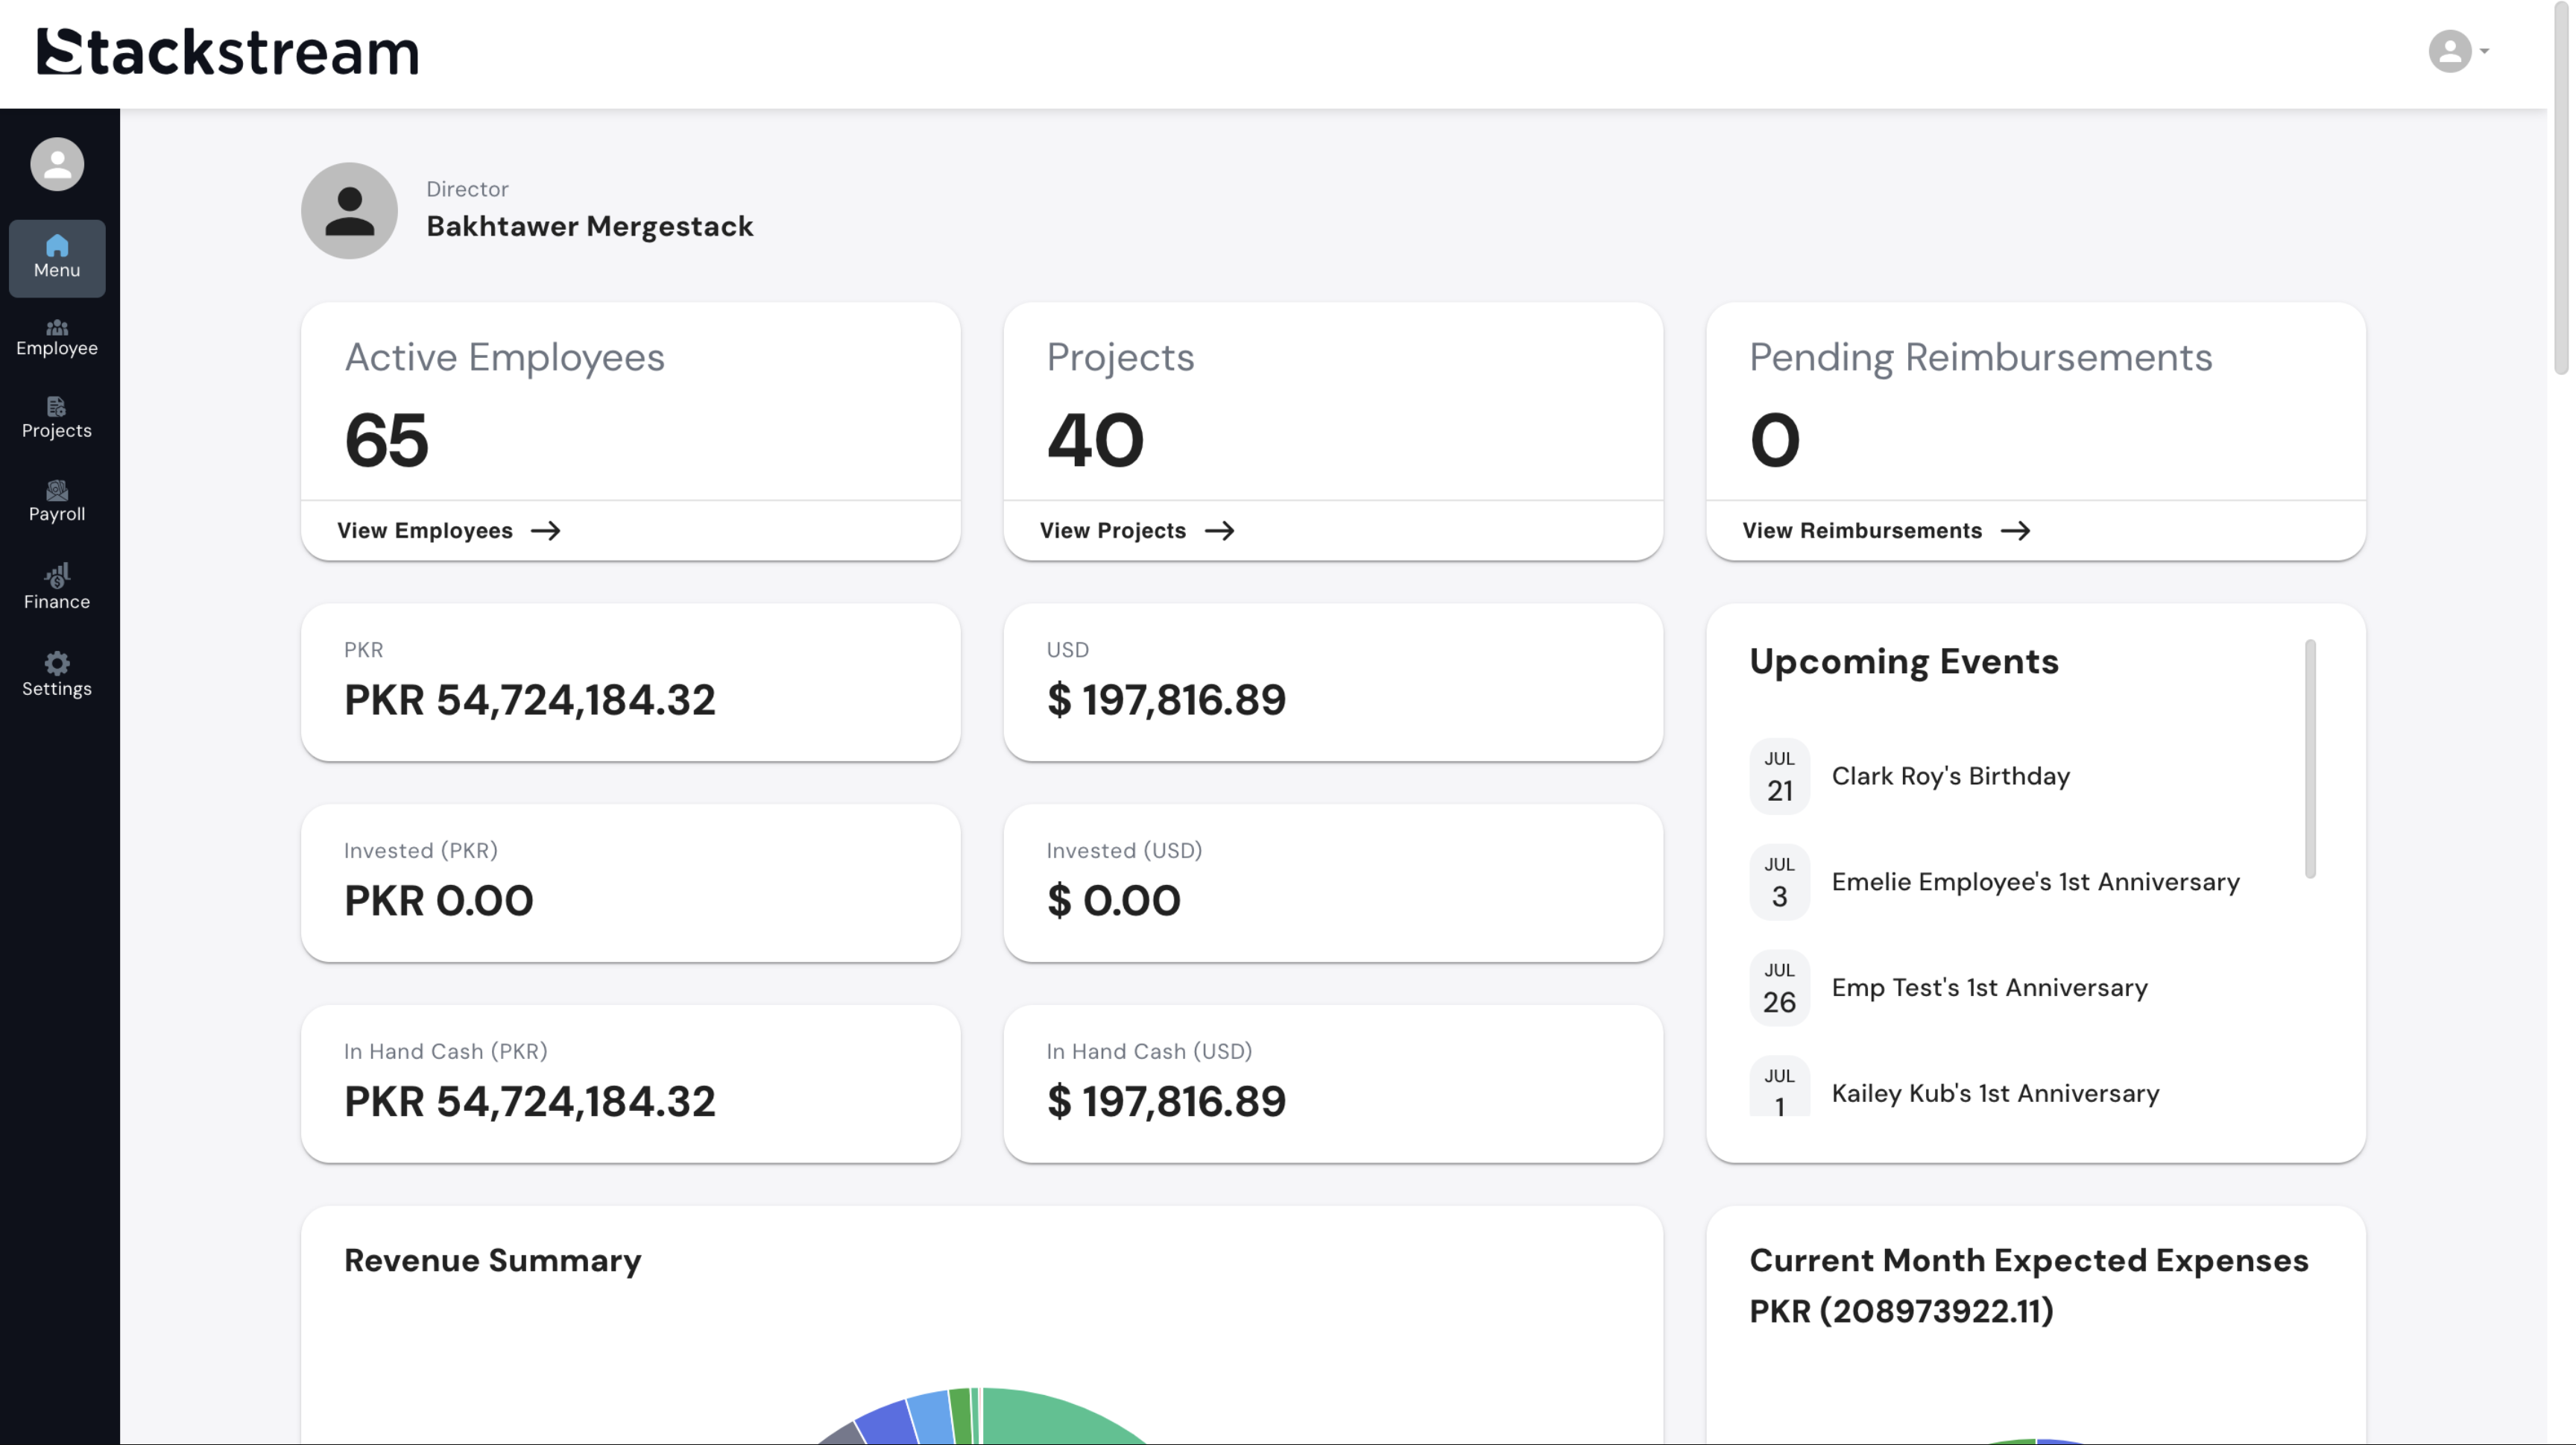 Stackstream
Menu
Employee
Projects
Payroll
Finance
Settings
Director
Bakhtawer Mergestack
Active Employees
65
View Employees
Projects
40
View Projects
Pending Reimbursements
0
View Reimbursements
PKR
PKR 54,724,184.32
USD
$ 197,816.89
Invested (PKR)
PKR 0.00
Invested (USD)
$ 0.00
In Hand Cash (PKR)
PKR 54,724,184.32
In Hand Cash (USD)
$ 197,816.89
Upcoming Events
JUL
21
Clark Roy's Birthday
JUL
3
Emelie Employee's 1st Anniversary
JUL
26
Emp Test's 1st Anniversary
JUL
1
Kailey Kub's 1st Anniversary
Revenue Summary
Current Month Expected Expenses
PKR (208973922.11)